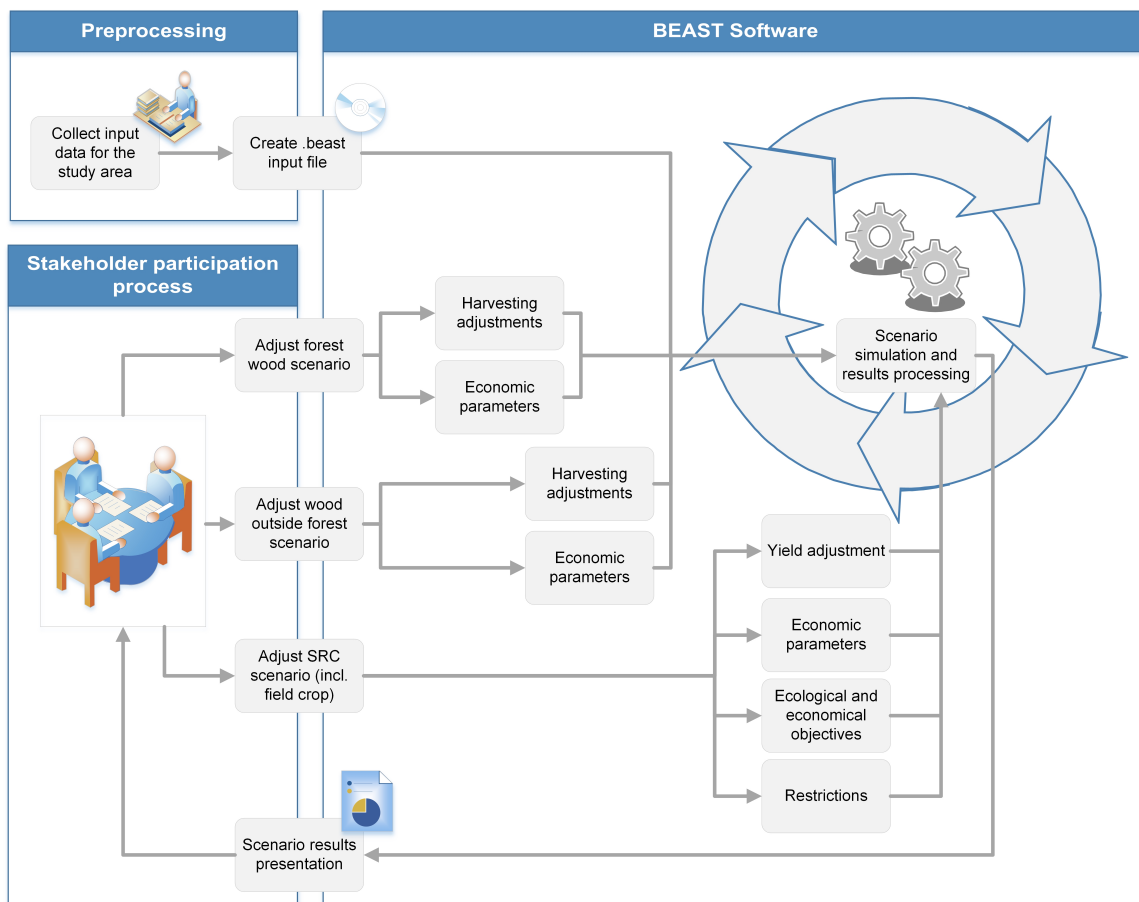 Preprocessing
BEAST Software
Collect input
data for the
study area
Create .beast
input file
Stakeholder participation
process
Adjust forest
wood scenario
Harvesting
adjustments
Economic
parameters
Scenario
simulation and
results processing
Adjust wood
outside forest
scenario
Harvesting
adjustments
Economic
parameters
Adjust SRC
scenario (incl.
field crop)
Yield adjustment
Economic
parameters
Ecological and
economical
objectives
Restrictions
Scenario results
presentation